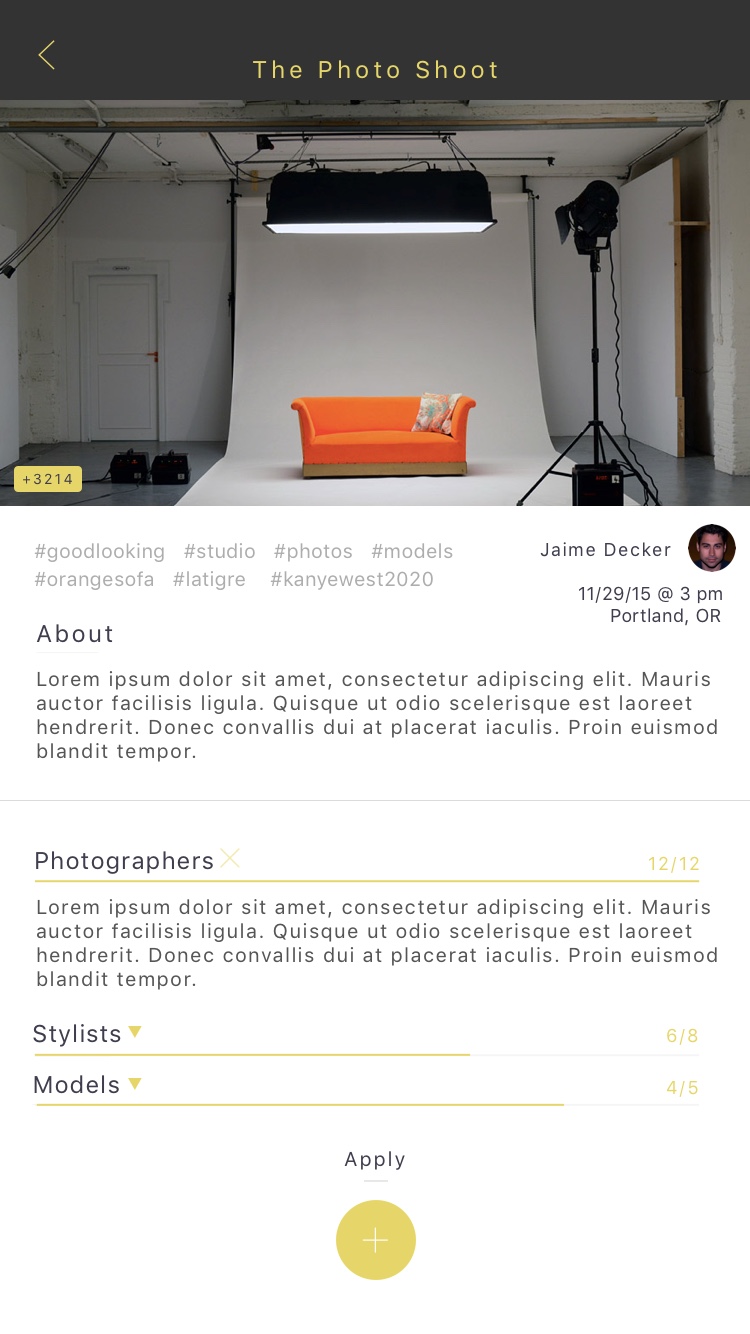 The Photo Shoot
+3214
#goodlooking #studio #photos #models
#orangesofa #latigre #kanyewest2020
Jaime Decker
11/29/15 @ 3 pm
Portland, OR
About
Lorem ipsum dolor sit amet, consectetur adipiscing elit. Mauris
auctor facilisis ligula. Quisque ut odio scelerisque est laoreet
hendrerit. Donec convallis dui at placerat iaculis. Proin euismod
blandit tempor.
Photographers 12/12
Lorem ipsum dolor sit amet, consectetur adipiscing elit. Mauris
auctor facilisis ligula. Quisque ut odio scelerisque est laoreet
hendrerit. Donec convallis dui at placerat iaculis. Proin euismod
blandit tempor.
Stylists 6/8
Models 4/5
Apply